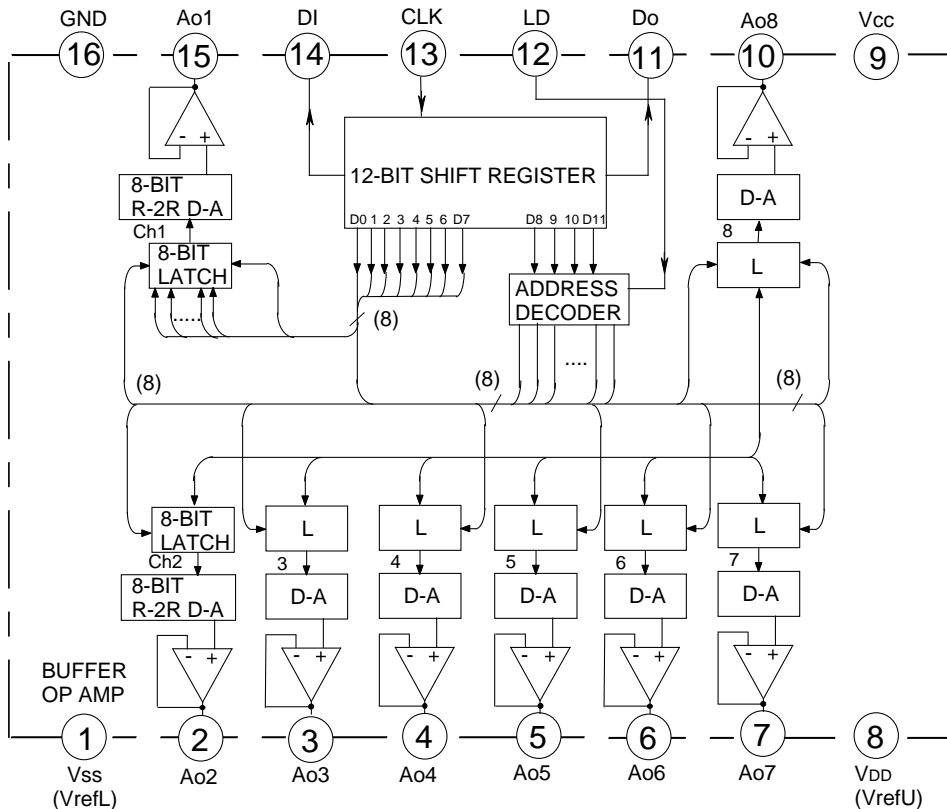 GND Ao1 DI CLK LD Do Ao8 Vcc
16 15 14 13 12 11 10 9
- + - +
8-BIT
R-2R D-A
12-BIT SHIFT REGISTER
D-A
D0 1 2 3 4 5 6 D7 D8 9 10 D11
Ch1 8
8-BIT
LATCH
L
ADDRESS
DECODER
..... (8) ....
(8) (8) (8)
8-BIT
LATCH
L L L L L
Ch2 3 4 5 6 7
8-BIT
R-2R D-A
D-A D-A D-A D-A D-A
- + - + - + - + - + - +
BUFFER
OP AMP
1 2 3 4 5 6 7 8
Vss Ao2 Ao3 Ao4 Ao5 Ao6 Ao7 VDD
(VrefL) (VrefU)